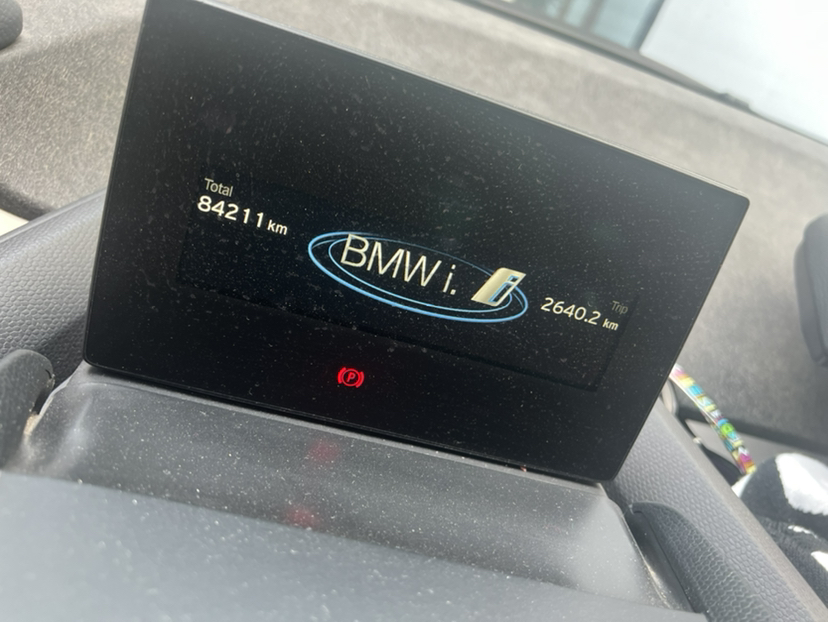 Total
84211 km
BMW i.
i
Trip
2640.2 km
P